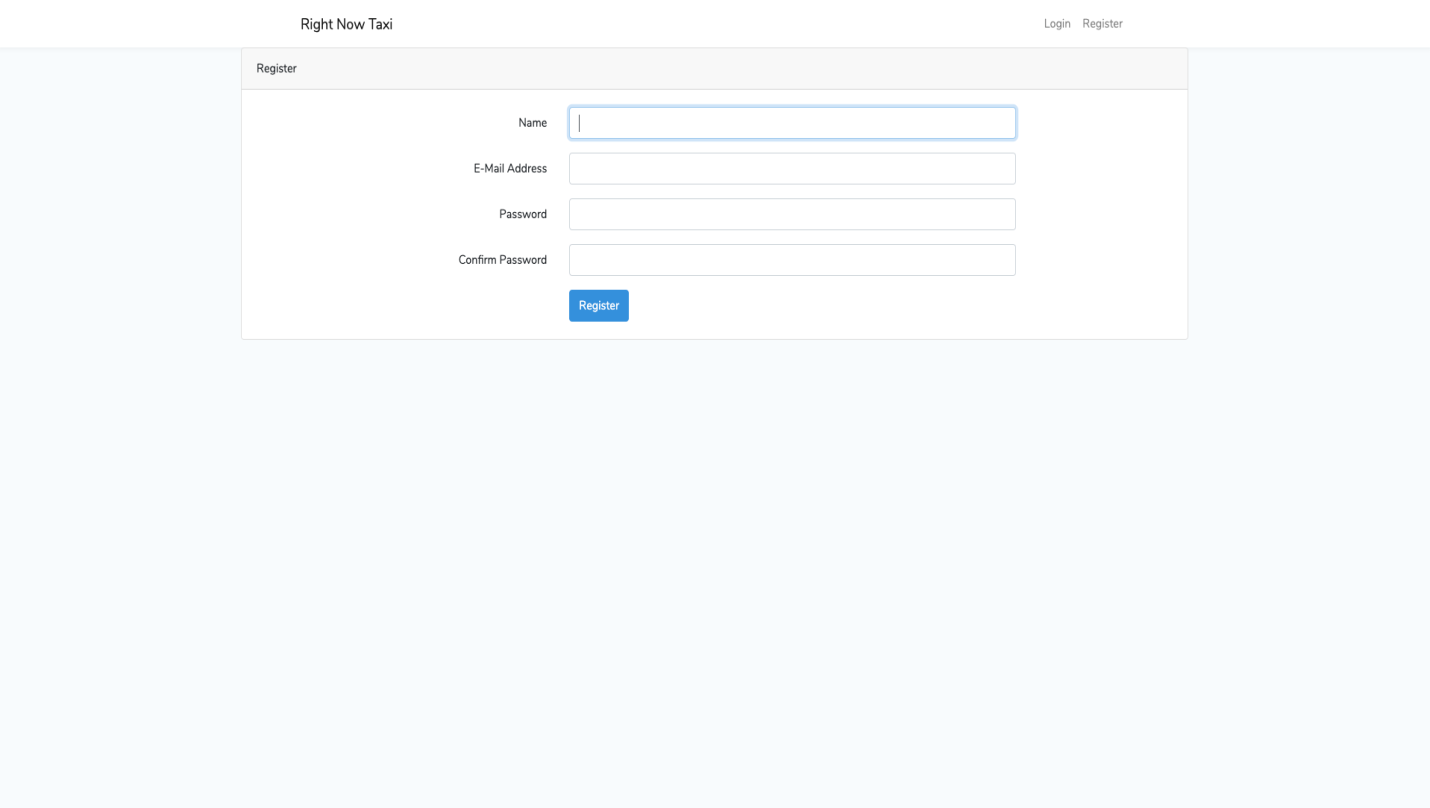 Right Now Taxi
Login Register
Register
Name
E-Mail Address
Password
Confirm Password
Register